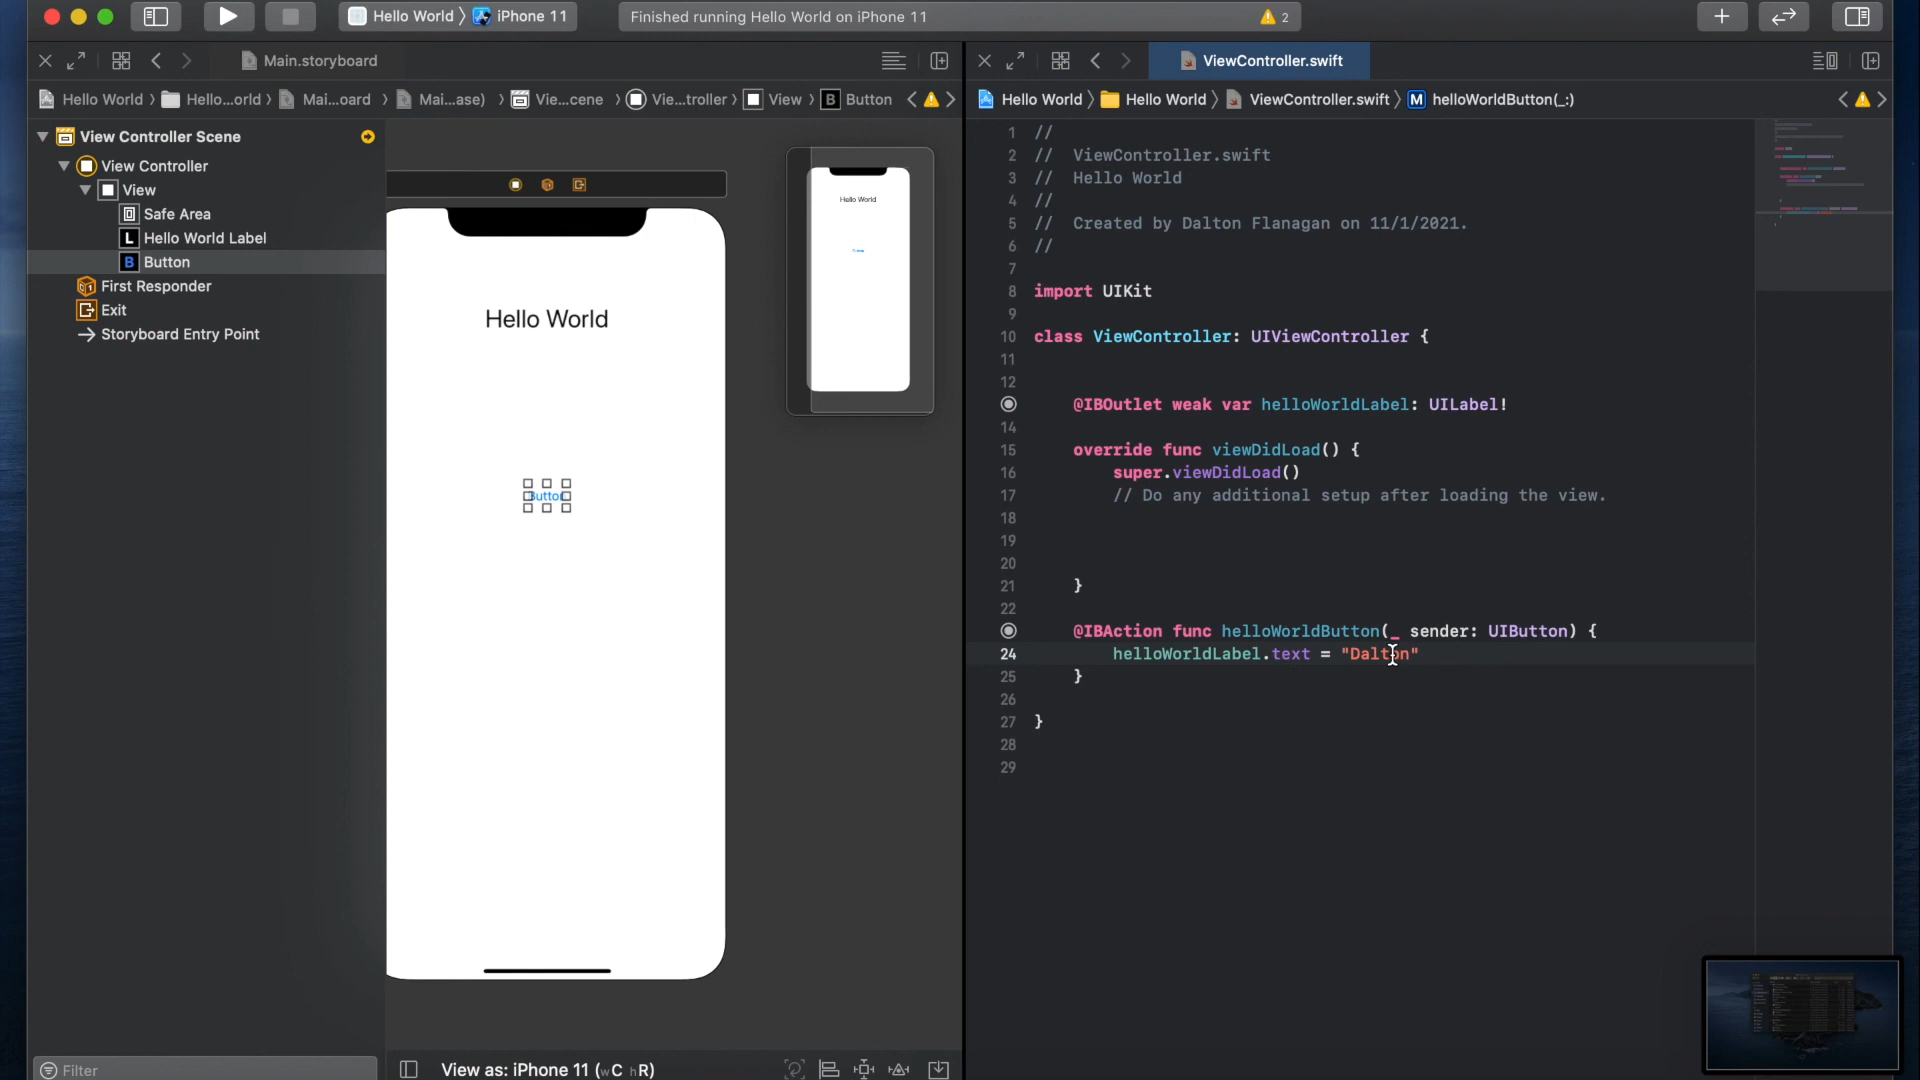 Hello World 〉 iPhone 11
Finished running Hello World on iPhone 11
2
Main.storyboard
ViewController.swift
Hello World 〉 Hello...orld 〉 Mai...oard 〉 Mai...ase) 〉 Vie...cene 〉 Vie...troller 〉 View 〉 B Button
Hello World 〉 Hello World 〉 ViewController.swift 〉 M helloWorldButton(_:)
View Controller Scene
View Controller
View
Safe Area
L Hello World Label
B Button
First Responder
Exit
Storyboard Entry Point
Filter
Hello World
Button
Hello World
View as: iPhone 11 (wC hR)
1 //
2 //  ViewController.swift
3 //  Hello World
4 //
5 //  Created by Dalton Flanagan on 11/1/2021.
6 //
7
8 import UIKit
9
10 class ViewController: UIViewController {
11
12
@IBOutlet weak var helloWorldLabel: UILabel!
14
15 override func viewDidLoad() {
16 super.viewDidLoad()
17 // Do any additional setup after loading the view.
18
19
20
21 }
22
@IBAction func helloWorldButton(_ sender: UIButton) {
24 helloWorldLabel.text = "Dalton"
25 }
26
27 }
28
29